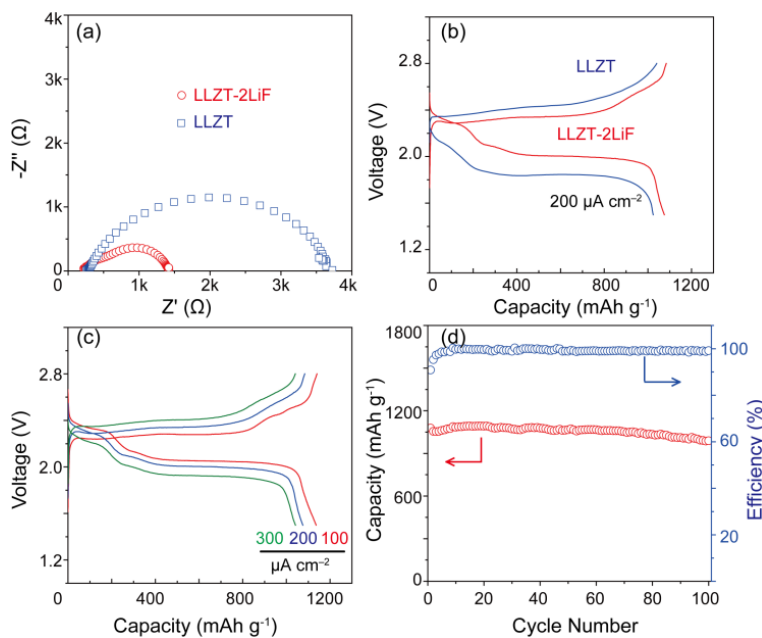 (a)
4k
3k
2k
1k
0
0
1k
2k
3k
4k
-Z'' (Ω)
Z' (Ω)
LLZT-2LiF
LLZT
(b)
2.8
2.0
1.2
0
400
800
1200
Voltage (V)
Capacity (mAh g⁻¹)
LLZT
LLZT-2LiF
200 μA cm⁻²
(c)
2.8
2.0
1.2
0
400
800
1200
Voltage (V)
Capacity (mAh g⁻¹)
300 200 100
μA cm⁻²
(d)
1800
1200
900
600
300
0
0
20
40
60
80
100
100
60
40
20
Capacity (mAh g⁻¹)
Efficiency (%)
Cycle Number